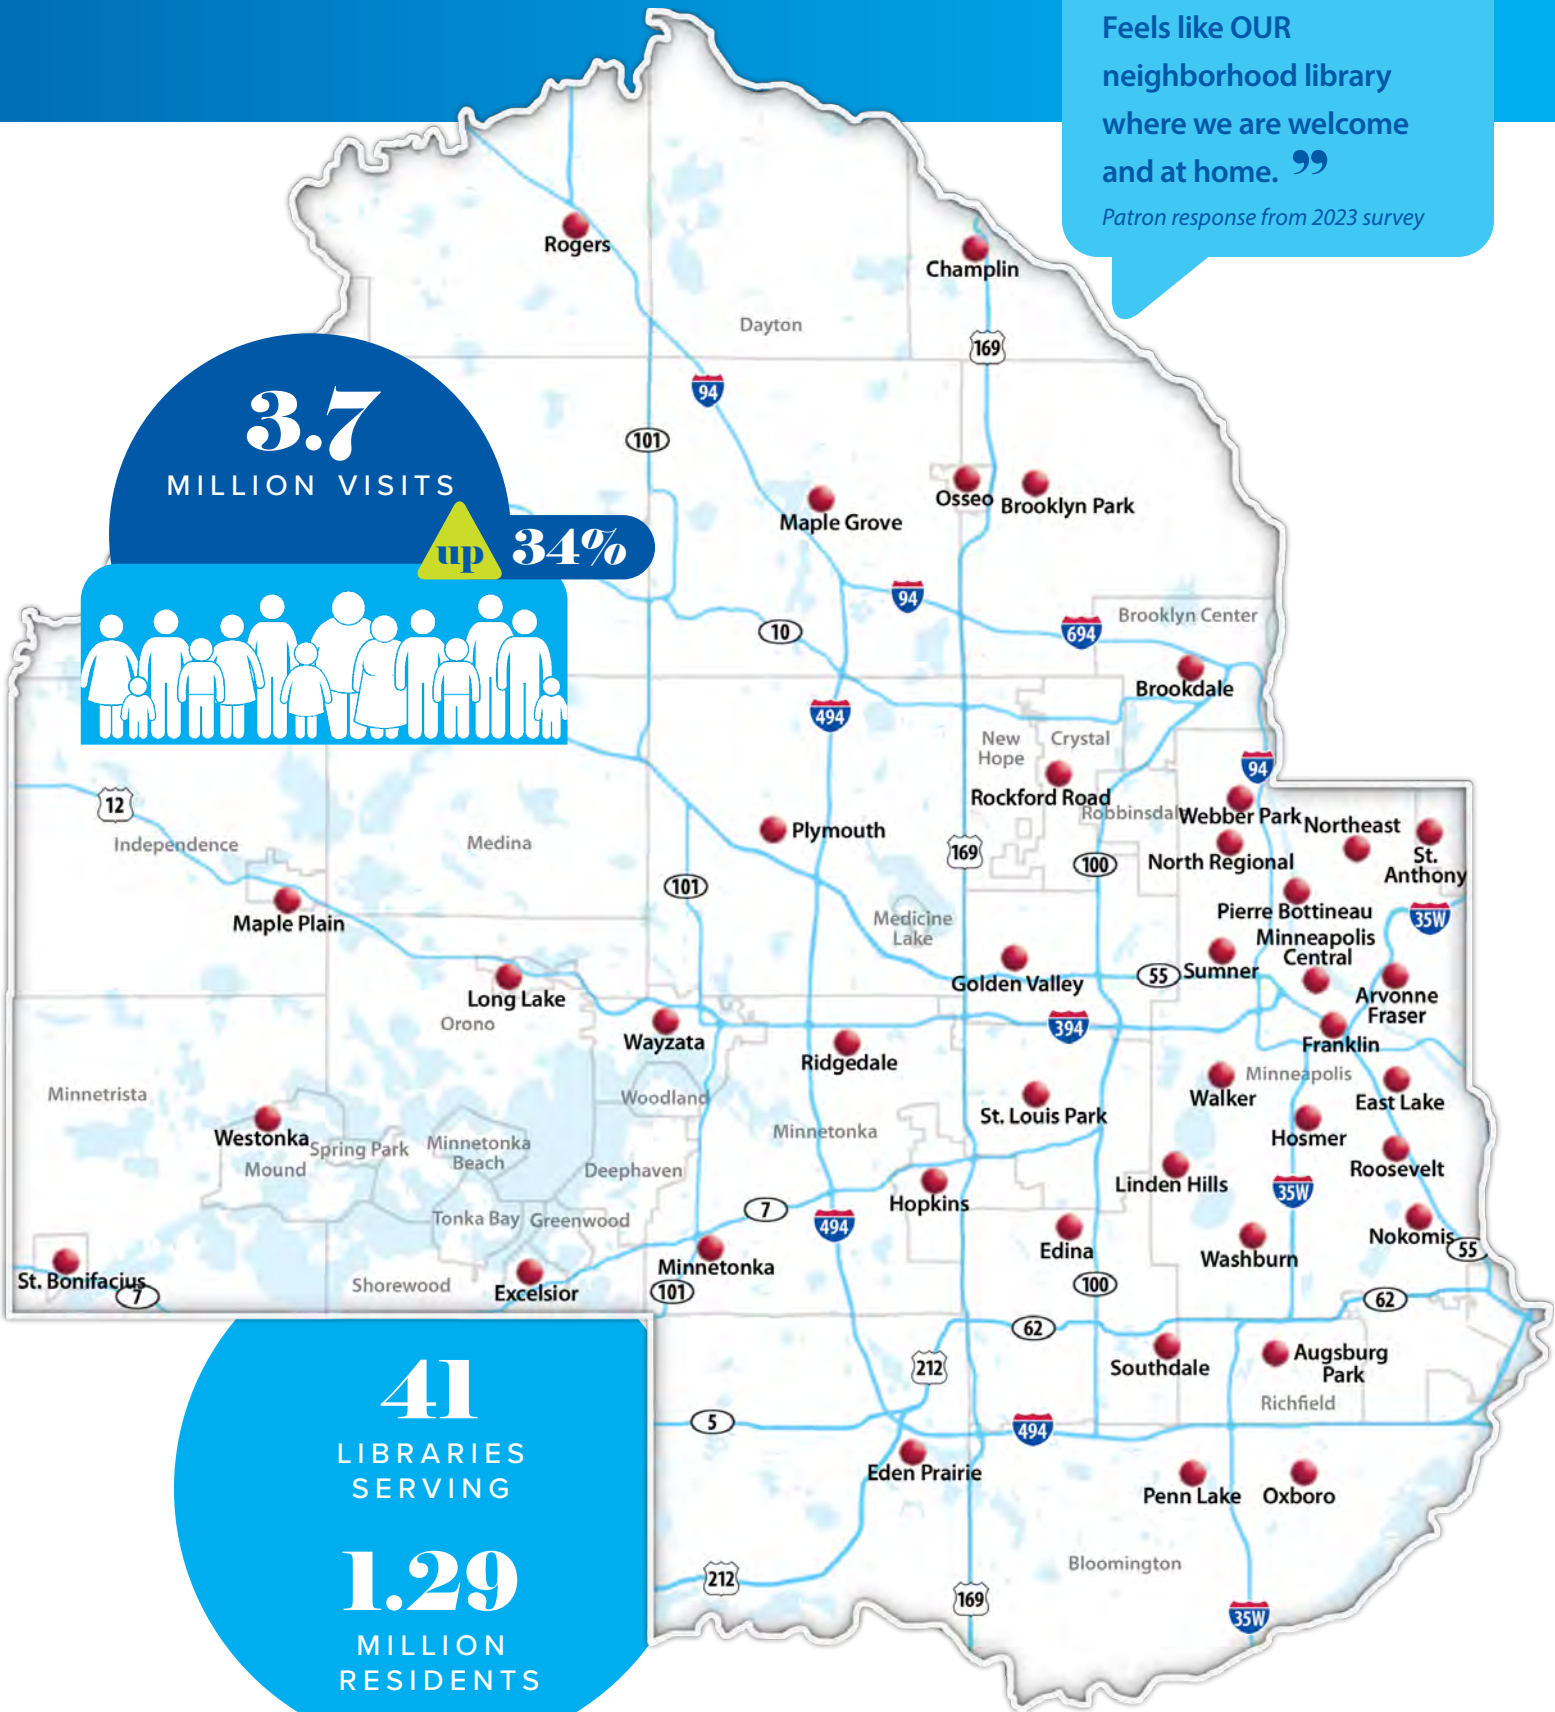 Feels like OUR
neighborhood library
where we are welcome
and at home. ”
Patron response from 2023 survey
Rogers
Champlin
Dayton
169
94
3.7
MILLION VISITS
up 34%
101
Maple Grove
Osseo
Brooklyn Park
94
10
694
Brooklyn Center
Brookdale
494
New
Hope
Crystal
94
12
Rockford Road
Robbinsdal
Webber Park
Northeast
Independence
Medina
Plymouth
169
100
North Regional
St.
Anthony
101
Maple Plain
Medicine
Lake
Pierre Bottineau
35W
Minneapolis
Central
Golden Valley
55
Sumner
Long Lake
Orono
Arvonne
Fraser
394
Wayzata
Ridgedale
Franklin
Minnetrista
Woodland
Walker
Minneapolis
East Lake
St. Louis Park
Westonka
Mound
Spring Park
Minnetonka
Beach
Minnetonka
Hosmer
Deephaven
Roosevelt
Linden Hills
35W
Hopkins
7
Tonka Bay
Greenwood
494
Nokomis
55
Edina
Washburn
Minnetonka
St. Bonifacius
7
Shorewood
Excelsior
101
100
62
62
212
Southdale
Augsburg
Park
Richfield
41
LIBRARIES
SERVING
5
494
Eden Prairie
Penn Lake
Oxboro
1.29
MILLION
RESIDENTS
Bloomington
212
169
35W